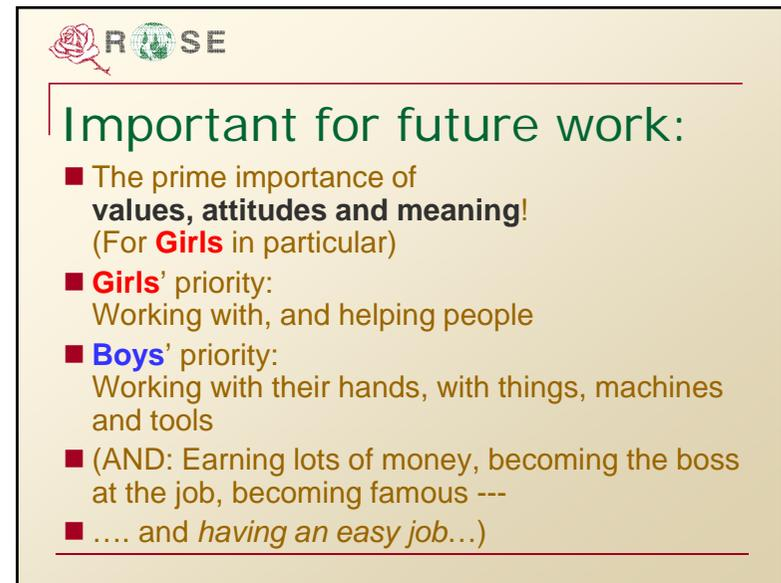 ROSE
Important for future work:
The prime importance of
values, attitudes and meaning!
(For Girls in particular)
Girls’ priority:
Working with, and helping people
Boys’ priority:
Working with their hands, with things, machines
and tools
(AND: Earning lots of money, becoming the boss
at the job, becoming famous ---
…. and having an easy job…)